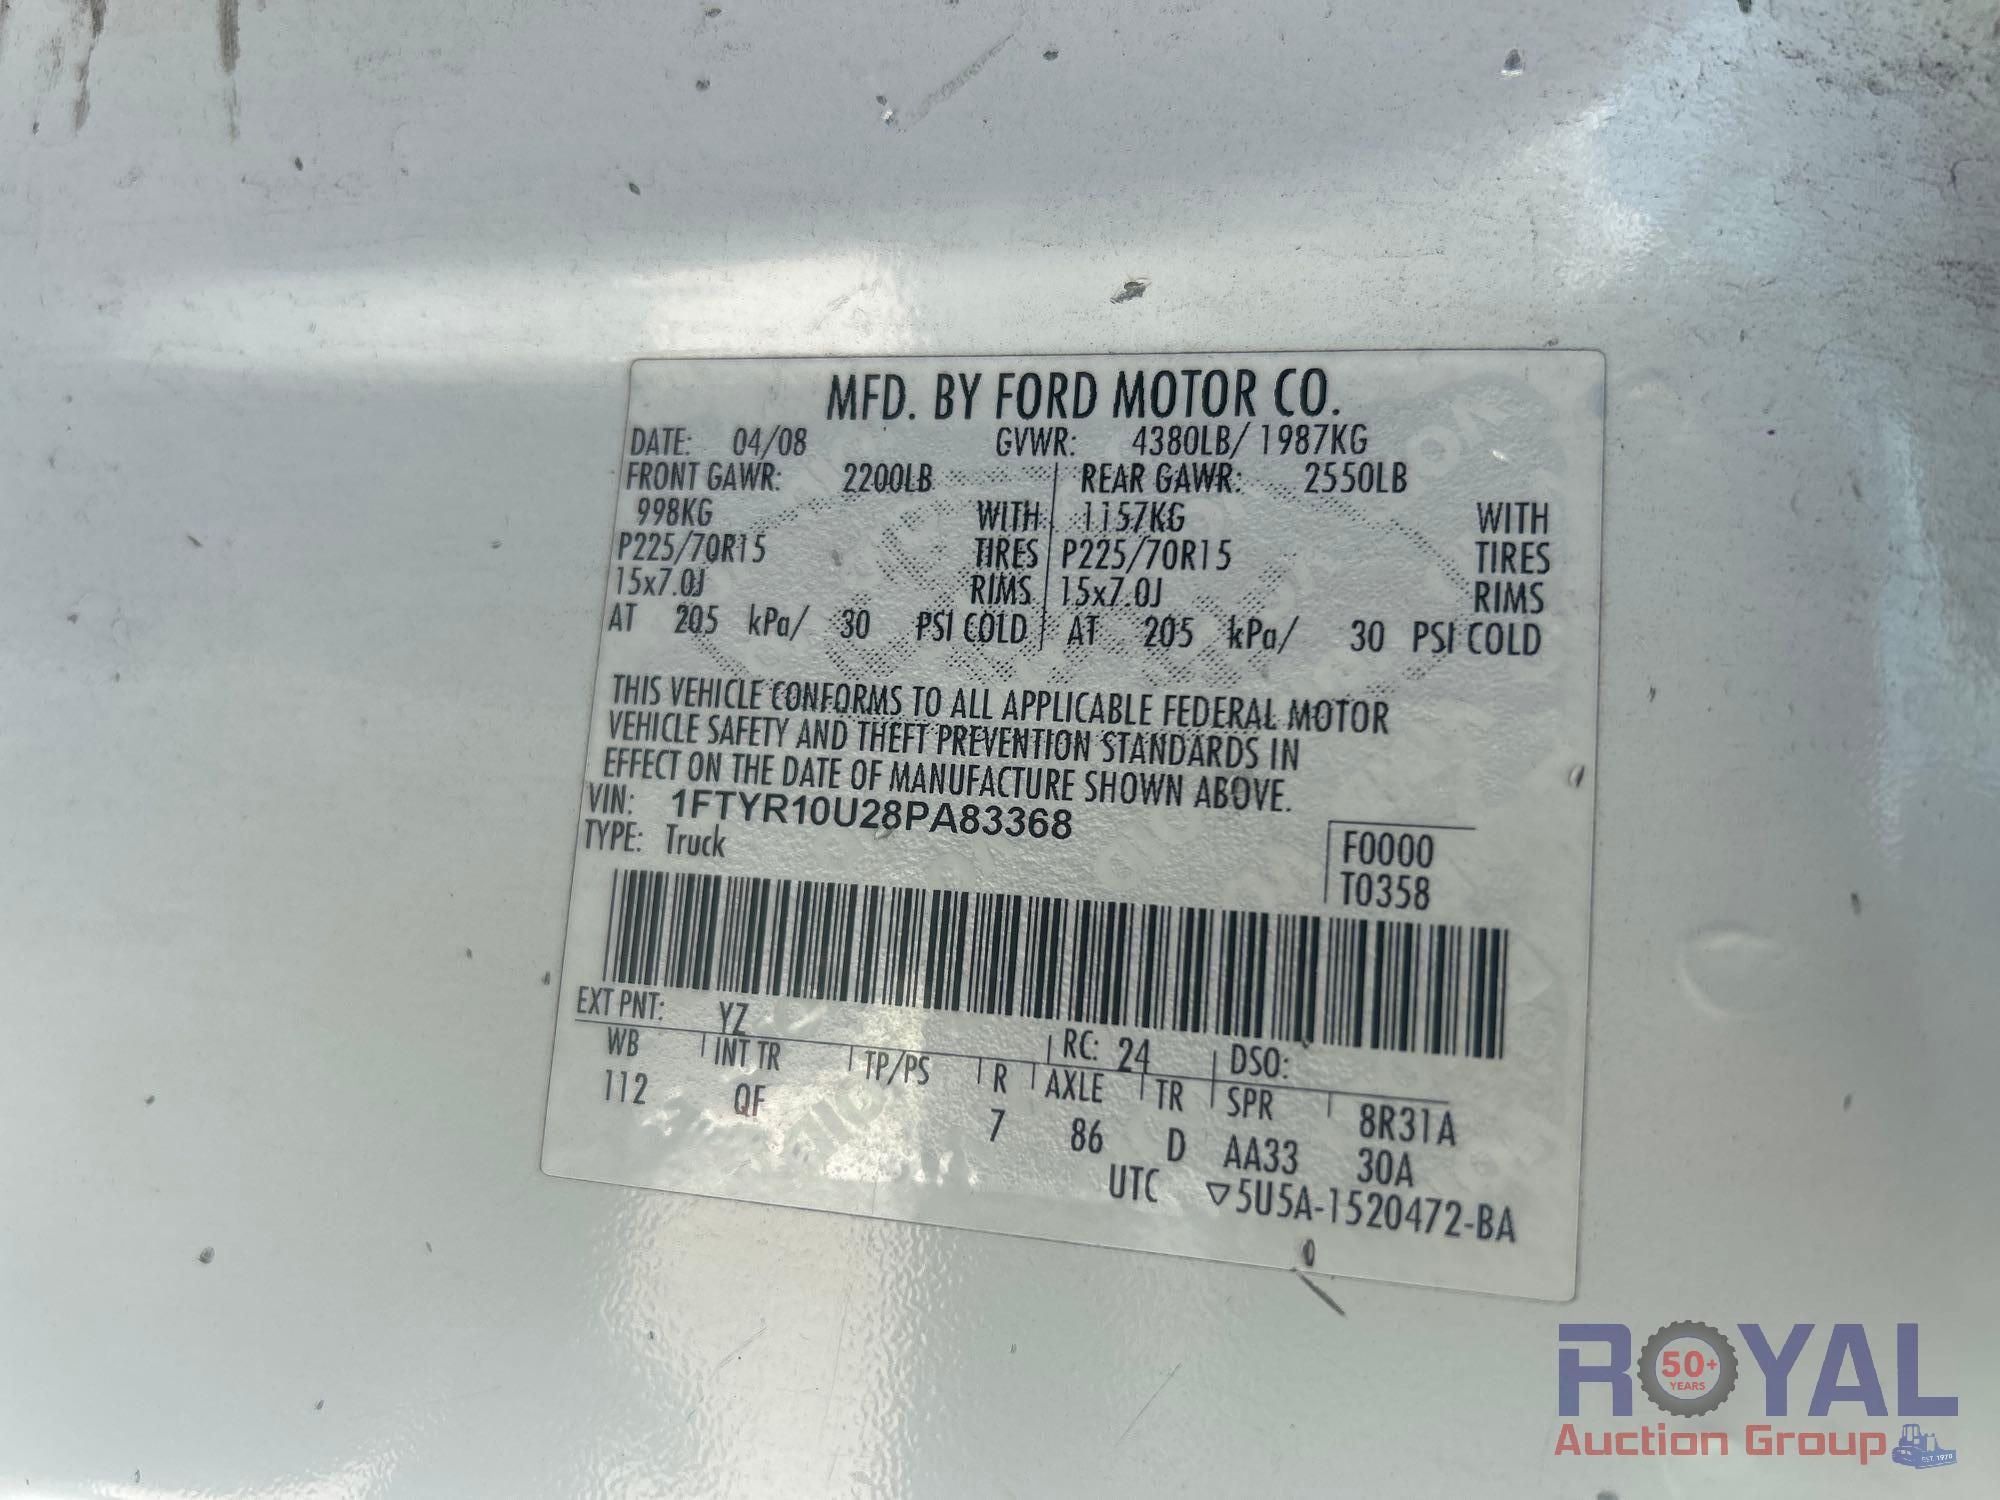 MFD. BY FORD MOTOR CO.
DATE: 04/08 GVWR: 4380LB/ 1987KG
FRONT GAWR: 2200LB REAR GAWR: 2550LB
998KG WITH 1157KG WITH
P225/70R15 TIRES P225/70R15 TIRES
15x7.0J RIMS 15x7.0J RIMS
AT 205 kPa/ 30 PSI COLD AT 205 kPa/ 30 PSI COLD
THIS VEHICLE CONFORMS TO ALL APPLICABLE FEDERAL MOTOR
VEHICLE SAFETY AND THEFT PREVENTION STANDARDS IN
EFFECT ON THE DATE OF MANUFACTURE SHOWN ABOVE.
VIN: 1FTYR10U28PA83368
TYPE: Truck
F0000
T0358
EXT PNT: YZ RC: 24 DSO:
WB INT TR TP/PS R AXLE TR SPR 8R31A
112 QF 7 86 D AA33 30A
UTC ▽5U5A-1520472-BA
ROYAL
50+
YEARS
Auction Group
EST. 1970